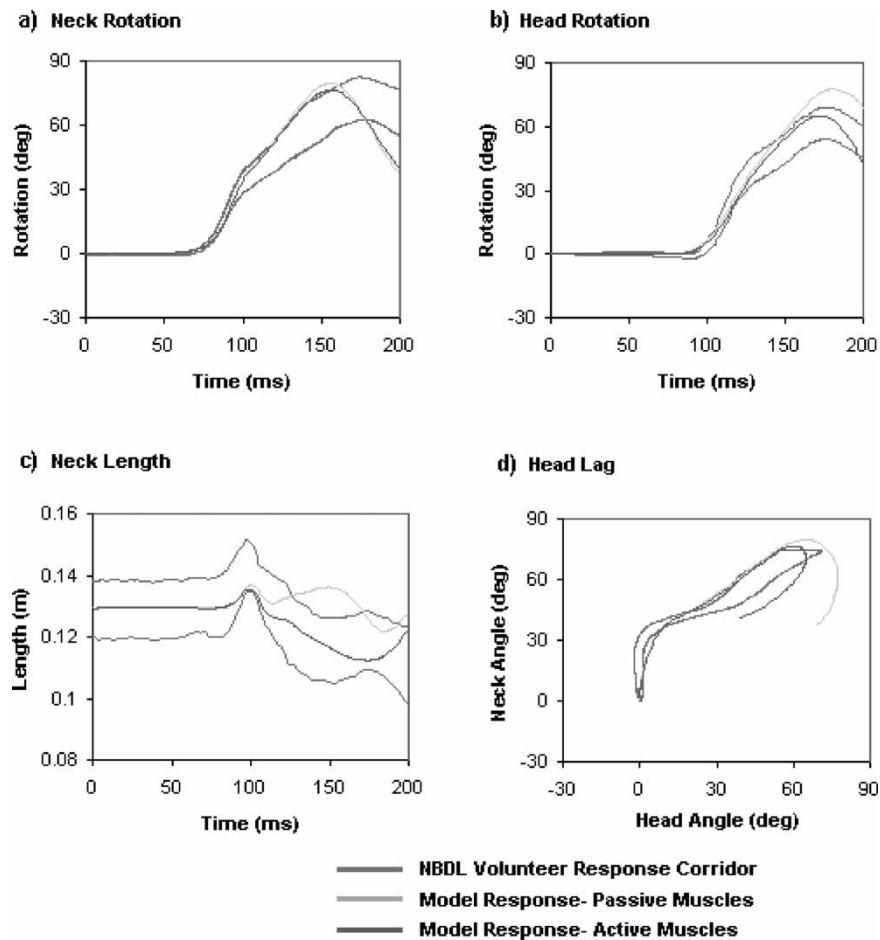 a) Neck Rotation
b) Head Rotation
90
60
30
0
-30
Rotation (deg)
0 50 100 150 200
Time (ms)
90
60
30
0
-30
Rotation (deg)
0 50 100 150 200
Time (ms)
c) Neck Length
d) Head Lag
0.16
0.14
0.12
0.1
0.08
Length (m)
0 50 100 150 200
Time (ms)
90
60
30
0
-30
Neck Angle (deg)
-30 0 30 60 90
Head Angle (deg)
NBDL Volunteer Response Corridor
Model Response- Passive Muscles
Model Response- Active Muscles